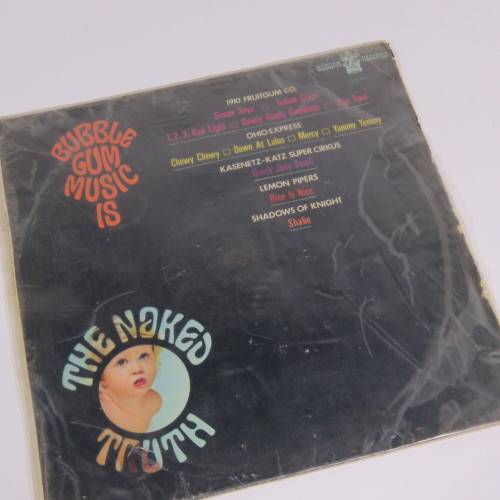 BUBBLE
GUM
MUSIC
IS
1910 FRUITGUM CO.
Simon Says □ Indian Giver
1, 2, 3, Red Light □ Goody Goody Gumdrops □
OHIO EXPRESS
Chewy Chewy □ Down At Lulus □ Mercy □ Yummy Yummy
KASENETZ-KATZ SUPER CIRKUS
Quick Joey Small
LEMON PIPERS
Rice is Nice
SHADOWS OF KNIGHT
Shake
THE NAKED
TRUTH